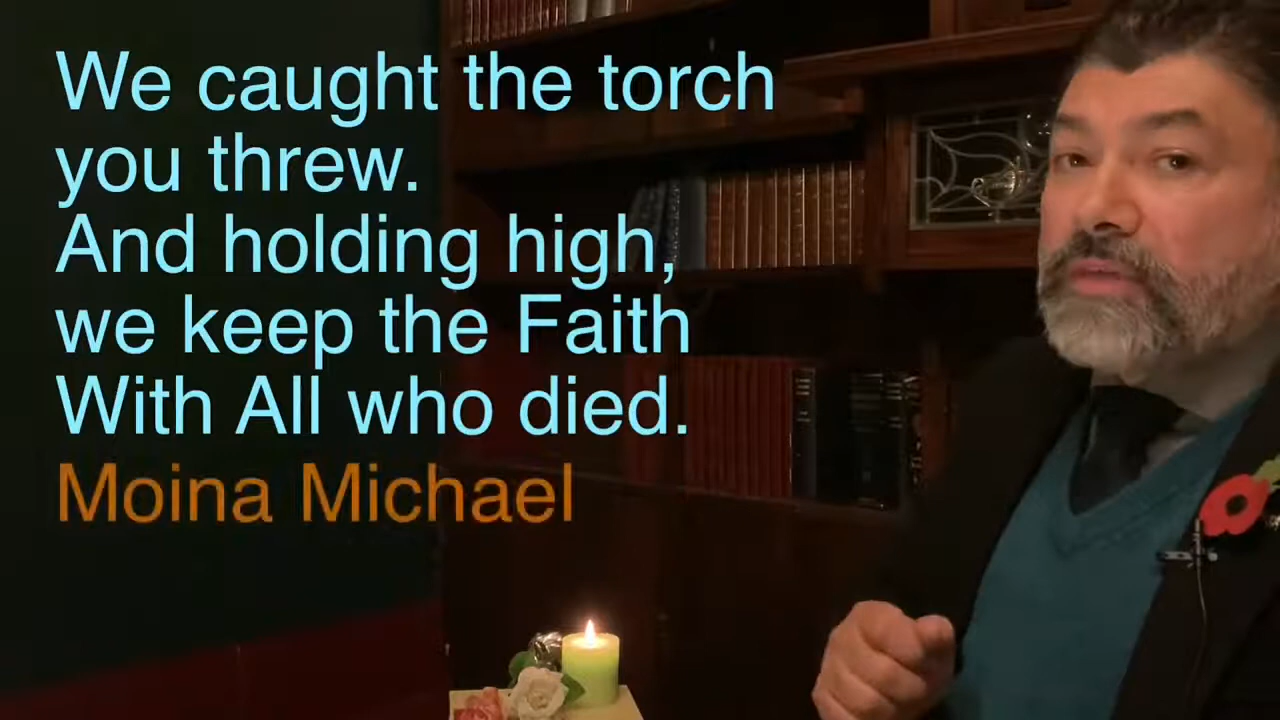 We caught the torch
you threw.
And holding high,
we keep the Faith
With All who died.
Moina Michael